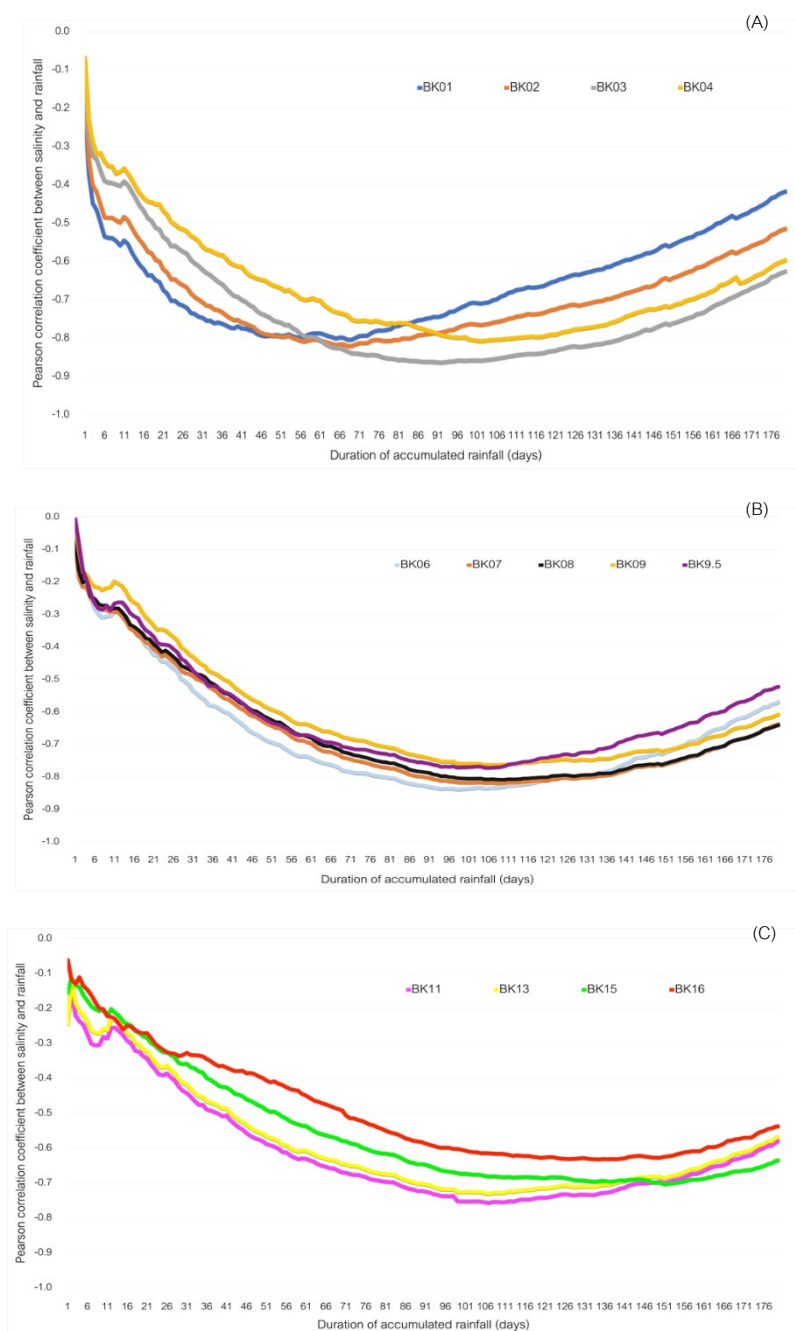 (A)
Pearson correlation coefficient between salinity and rainfall
0.0
-0.1
-0.2
-0.3
-0.4
-0.5
-0.6
-0.7
-0.8
-0.9
-1.0
BK01 BK02 BK03 BK04
1 6 11 16 21 26 31 36 41 46 51 56 61 66 71 76 81 86 91 96 101 106 111 116 121 126 131 136 141 146 151 156 161 166 171 176
Duration of accumulated rainfall (days)
(B)
Pearson correlation coefficient between salinity and rainfall
0.0
-0.1
-0.2
-0.3
-0.4
-0.5
-0.6
-0.7
-0.8
-0.9
-1.0
BK06 BK07 BK08 BK09 BK9.5
1 6 11 16 21 26 31 36 41 46 51 56 61 66 71 76 81 86 91 96 101 106 111 116 121 126 131 136 141 146 151 156 161 166 171 176
Duration of accumulated rainfall (days)
(C)
Pearson correlation coefficient between salinity and rainfall
0.0
-0.1
-0.2
-0.3
-0.4
-0.5
-0.6
-0.7
-0.8
-0.9
-1.0
BK11 BK13 BK15 BK16
1 6 11 16 21 26 31 36 41 46 51 56 61 66 71 76 81 86 91 96 101 106 111 116 121 126 131 136 141 146 151 156 161 166 171 176
Duration of accumulated rainfall (days)